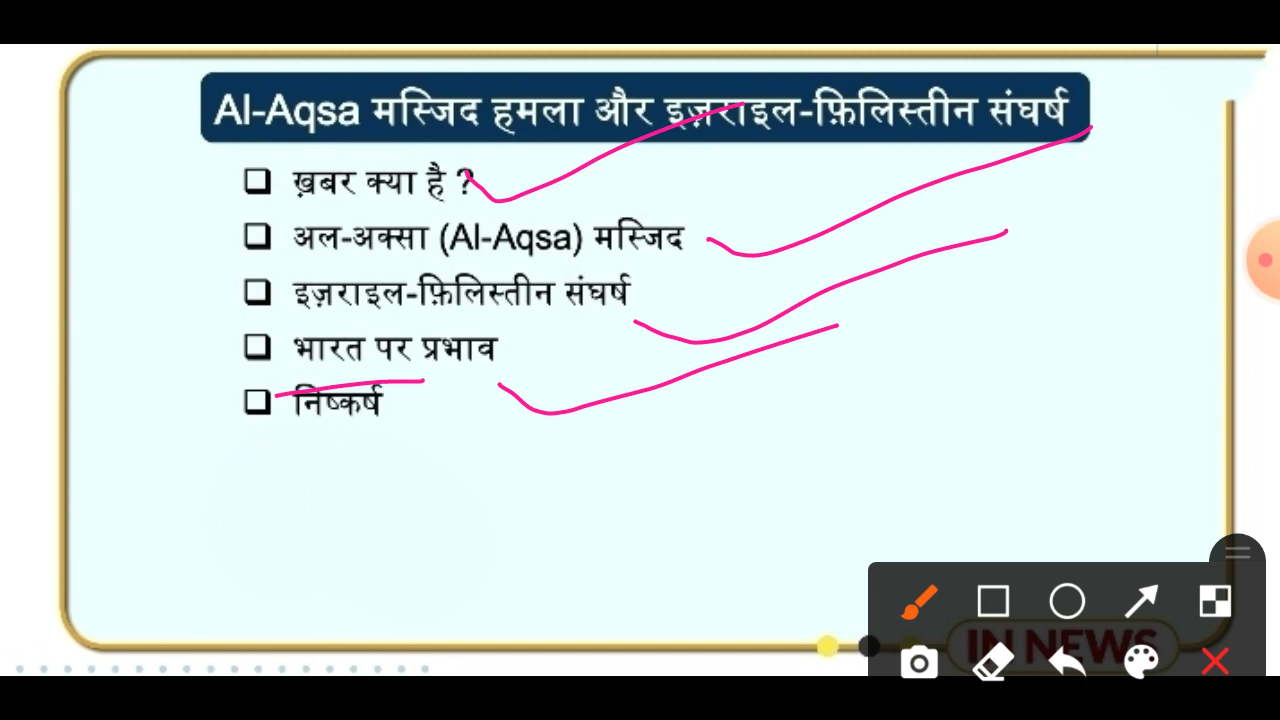 Al-Aqsa मस्जिद हमला और इज़राइल-फ़िलिस्तीन संघर्ष
ख़बर क्या है ?
अल-अक्सा (Al-Aqsa) मस्जिद
इज़राइल-फ़िलिस्तीन संघर्ष
भारत पर प्रभाव
निष्कर्ष
IN NEWS